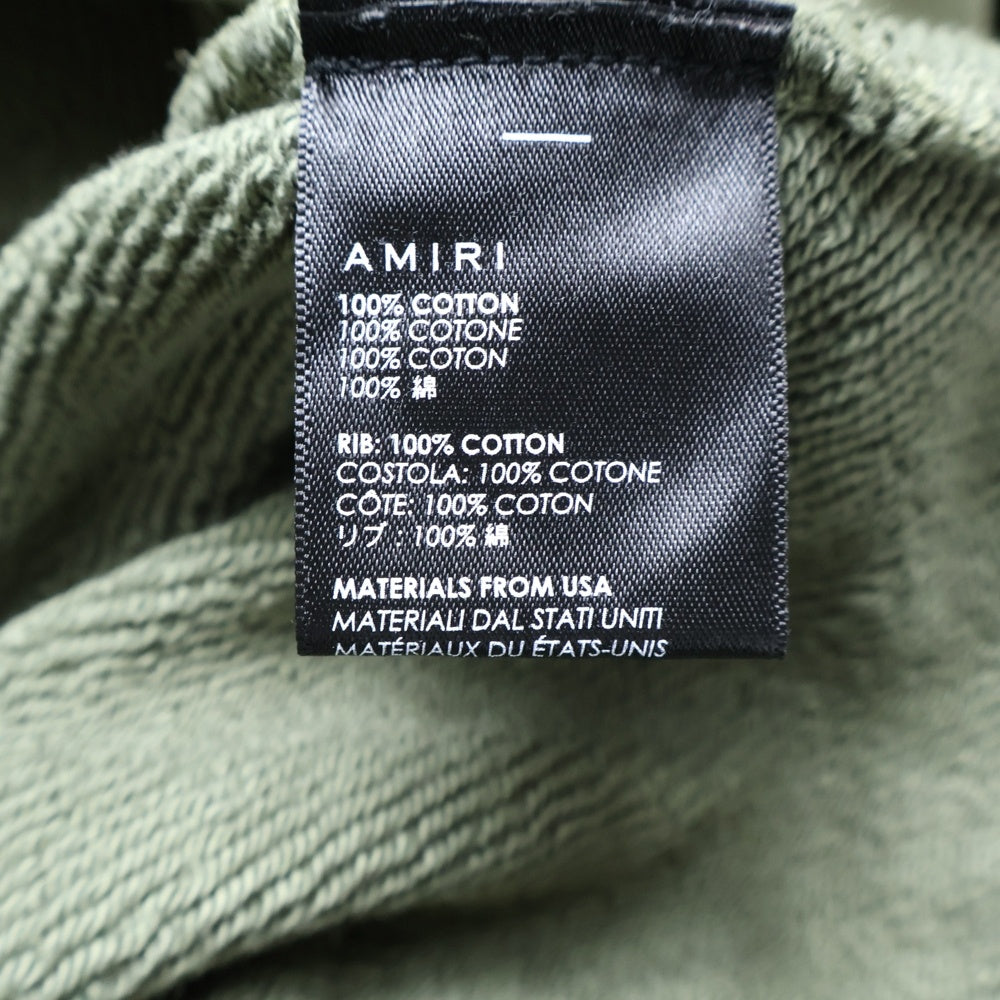 AMIRI
100% COTTON
100% COTONE
100% COTON
100% 綿
RIB: 100% COTTON
COSTOLA: 100% COTONE
CÔTE: 100% COTON
リブ : 100% 綿
MATERIALS FROM USA
MATERIALI DAL STATI UNITI
MATÉRIAUX DU ÉTATS-UNIS